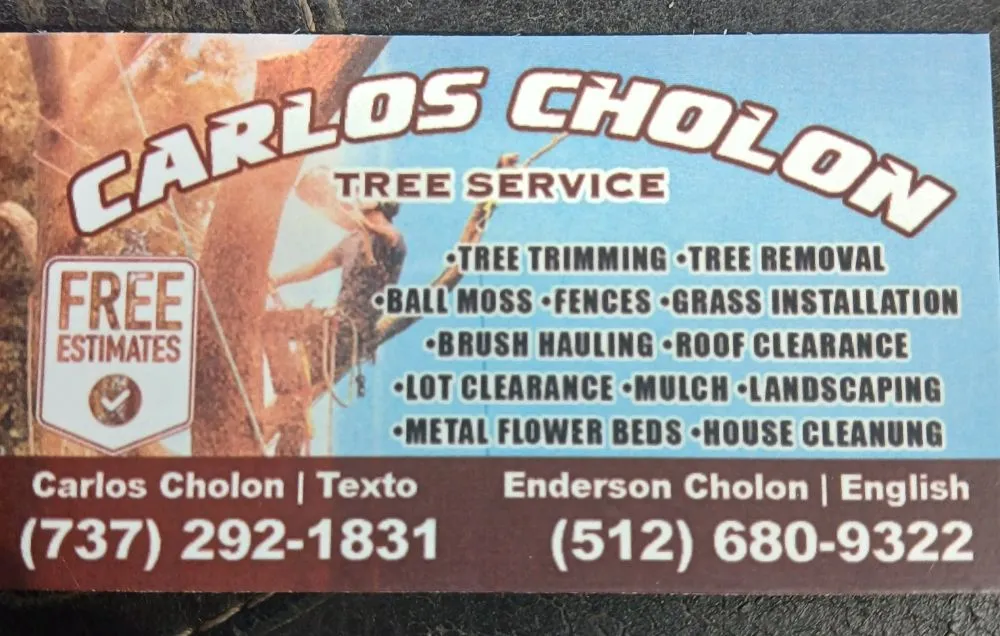 CARLOS CHOLON
TREE SERVICE
•TREE TRIMMING •TREE REMOVAL
•BALL MOSS •FENCES •GRASS INSTALLATION
•BRUSH HAULING •ROOF CLEARANCE
•LOT CLEARANCE •MULCH •LANDSCAPING
•METAL FLOWER BEDS •HOUSE CLEANUNG
FREE
ESTIMATES
Carlos Cholon | Texto
(737) 292-1831
Enderson Cholon | English
(512) 680-9322